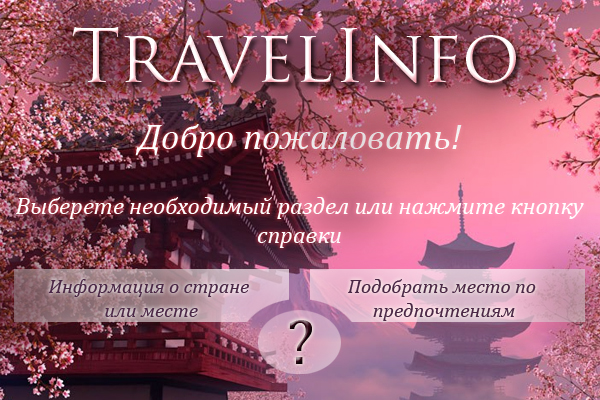 TravelInfo
Добро пожаловать!
Выберете необходимый раздел или нажмите кнопку
справки
Информация о стране
или месте
Подобрать место по
предпочтениям
?